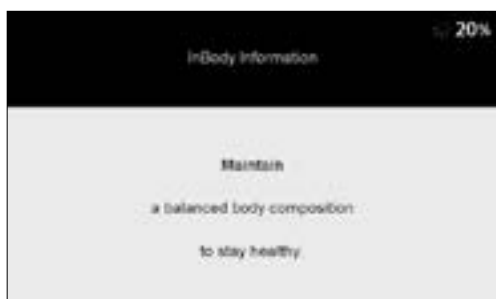 20%
InBody Information
Maintain
a balanced body composition
to stay healthy.